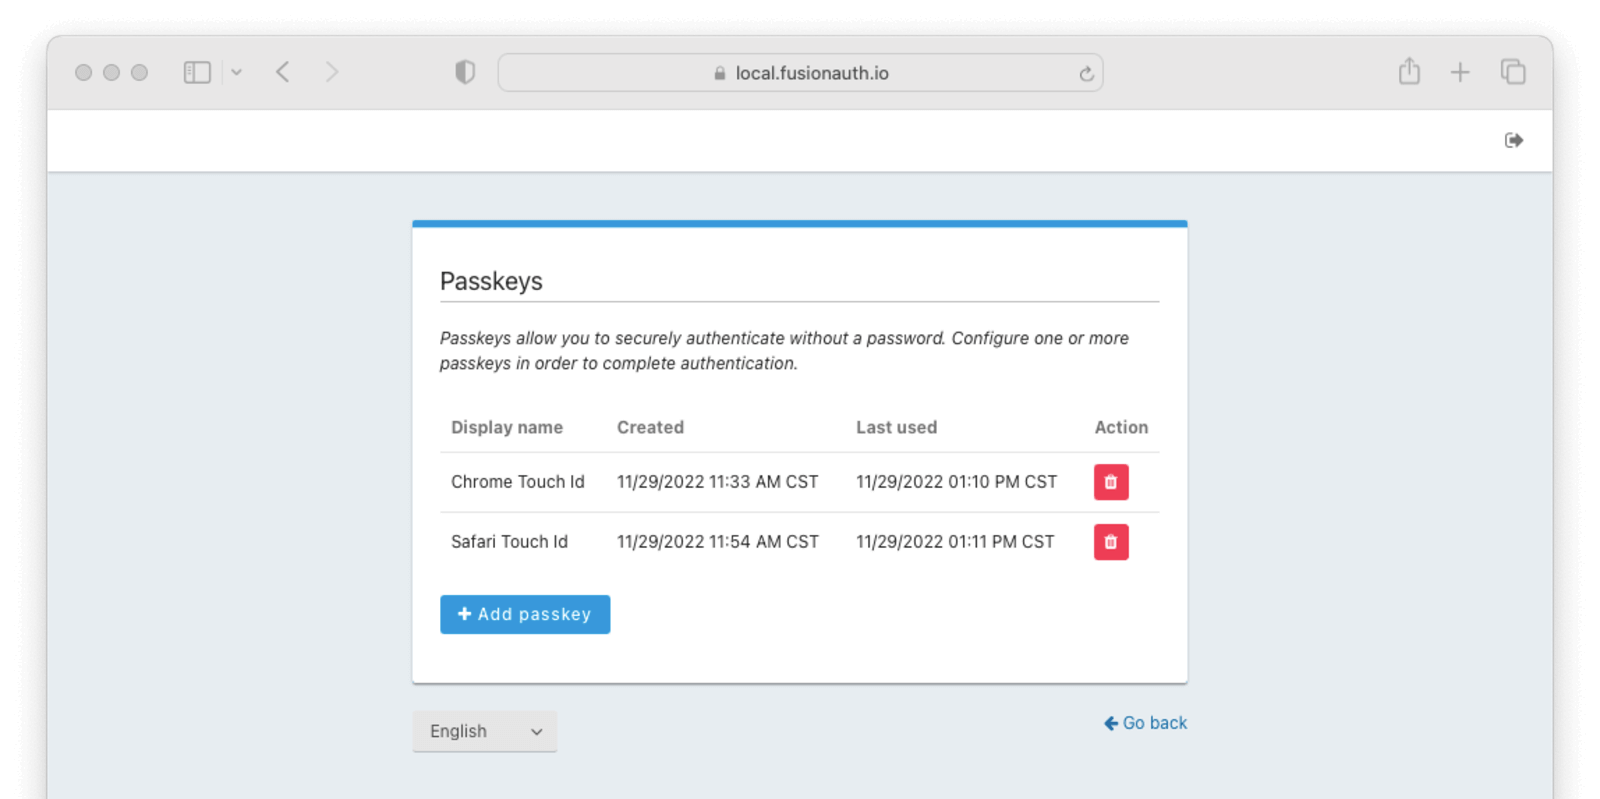 local.fusionauth.io
Passkeys
Passkeys allow you to securely authenticate without a password. Configure one or more
passkeys in order to complete authentication.
Display name Created Last used Action
Chrome Touch Id 11/29/2022 11:33 AM CST 11/29/2022 01:10 PM CST
Safari Touch Id 11/29/2022 11:54 AM CST 11/29/2022 01:11 PM CST
Add passkey
English Go back